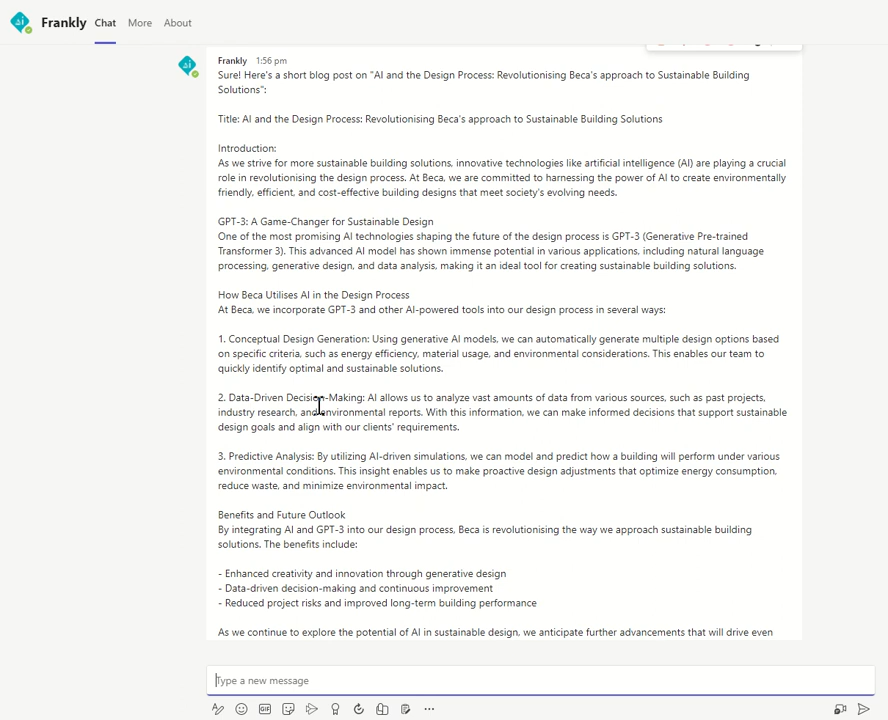 Frankly Chat More About
Frankly 1:56 pm
Sure! Here's a short blog post on "AI and the Design Process: Revolutionising Beca's approach to Sustainable Building
Solutions":
Title: AI and the Design Process: Revolutionising Beca's approach to Sustainable Building Solutions
Introduction:
As we strive for more sustainable building solutions, innovative technologies like artificial intelligence (AI) are playing a crucial
role in revolutionising the design process. At Beca, we are committed to harnessing the power of AI to create environmentally
friendly, efficient, and cost-effective building designs that meet society's evolving needs.
GPT-3: A Game-Changer for Sustainable Design
One of the most promising AI technologies shaping the future of the design process is GPT-3 (Generative Pre-trained
Transformer 3). This advanced AI model has shown immense potential in various applications, including natural language
processing, generative design, and data analysis, making it an ideal tool for creating sustainable building solutions.
How Beca Utilises AI in the Design Process
At Beca, we incorporate GPT-3 and other AI-powered tools into our design process in several ways:
1. Conceptual Design Generation: Using generative AI models, we can automatically generate multiple design options based
on specific criteria, such as energy efficiency, material usage, and environmental considerations. This enables our team to
quickly identify optimal and sustainable solutions.
2. Data-Driven Decision-Making: AI allows us to analyze vast amounts of data from various sources, such as past projects,
industry research, and environmental reports. With this information, we can make informed decisions that support sustainable
design goals and align with our clients' requirements.
3. Predictive Analysis: By utilizing AI-driven simulations, we can model and predict how a building will perform under various
environmental conditions. This insight enables us to make proactive design adjustments that optimize energy consumption,
reduce waste, and minimize environmental impact.
Benefits and Future Outlook
By integrating AI and GPT-3 into our design process, Beca is revolutionising the way we approach sustainable building
solutions. The benefits include:
- Enhanced creativity and innovation through generative design
- Data-driven decision-making and continuous improvement
- Reduced project risks and improved long-term building performance
As we continue to explore the potential of AI in sustainable design, we anticipate further advancements that will drive even
Type a new message
GIF